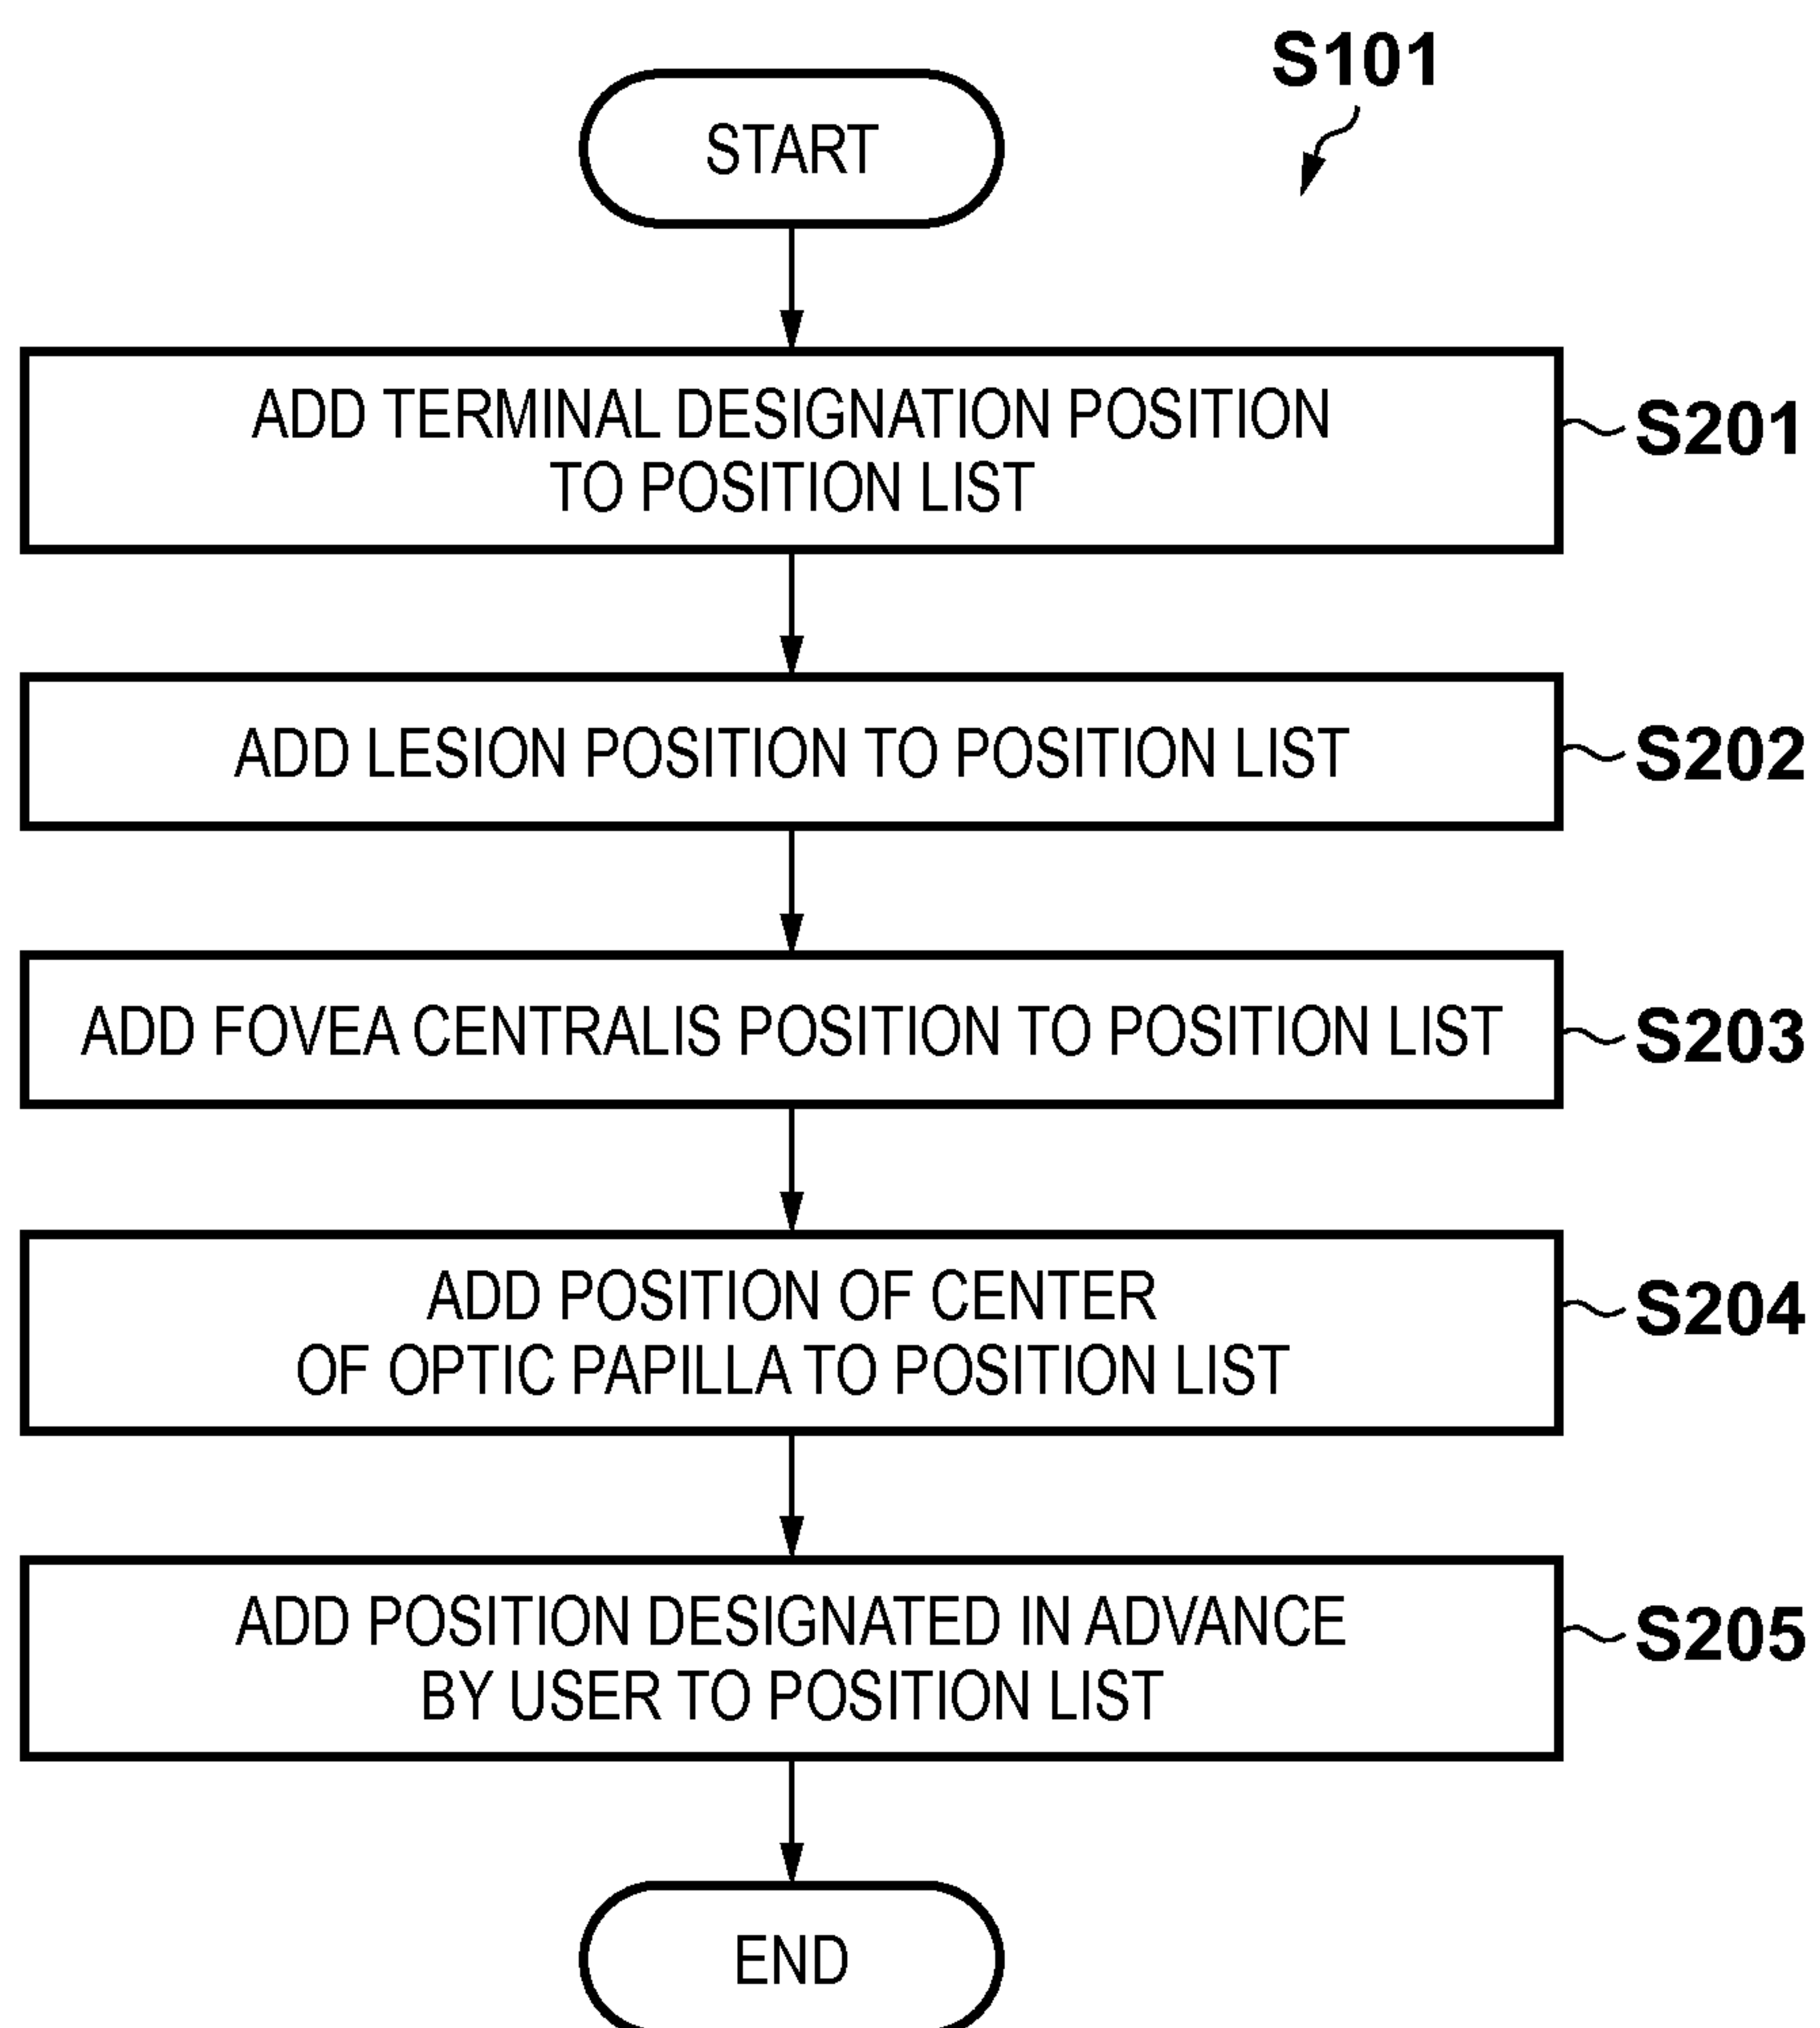 S101
START
ADD TERMINAL DESIGNATION POSITION
TO POSITION LIST
S201
ADD LESION POSITION TO POSITION LIST
S202
ADD FOVEA CENTRALIS POSITION TO POSITION LIST
S203
ADD POSITION OF CENTER
OF OPTIC PAPILLA TO POSITION LIST
S204
ADD POSITION DESIGNATED IN ADVANCE
BY USER TO POSITION LIST
S205
END